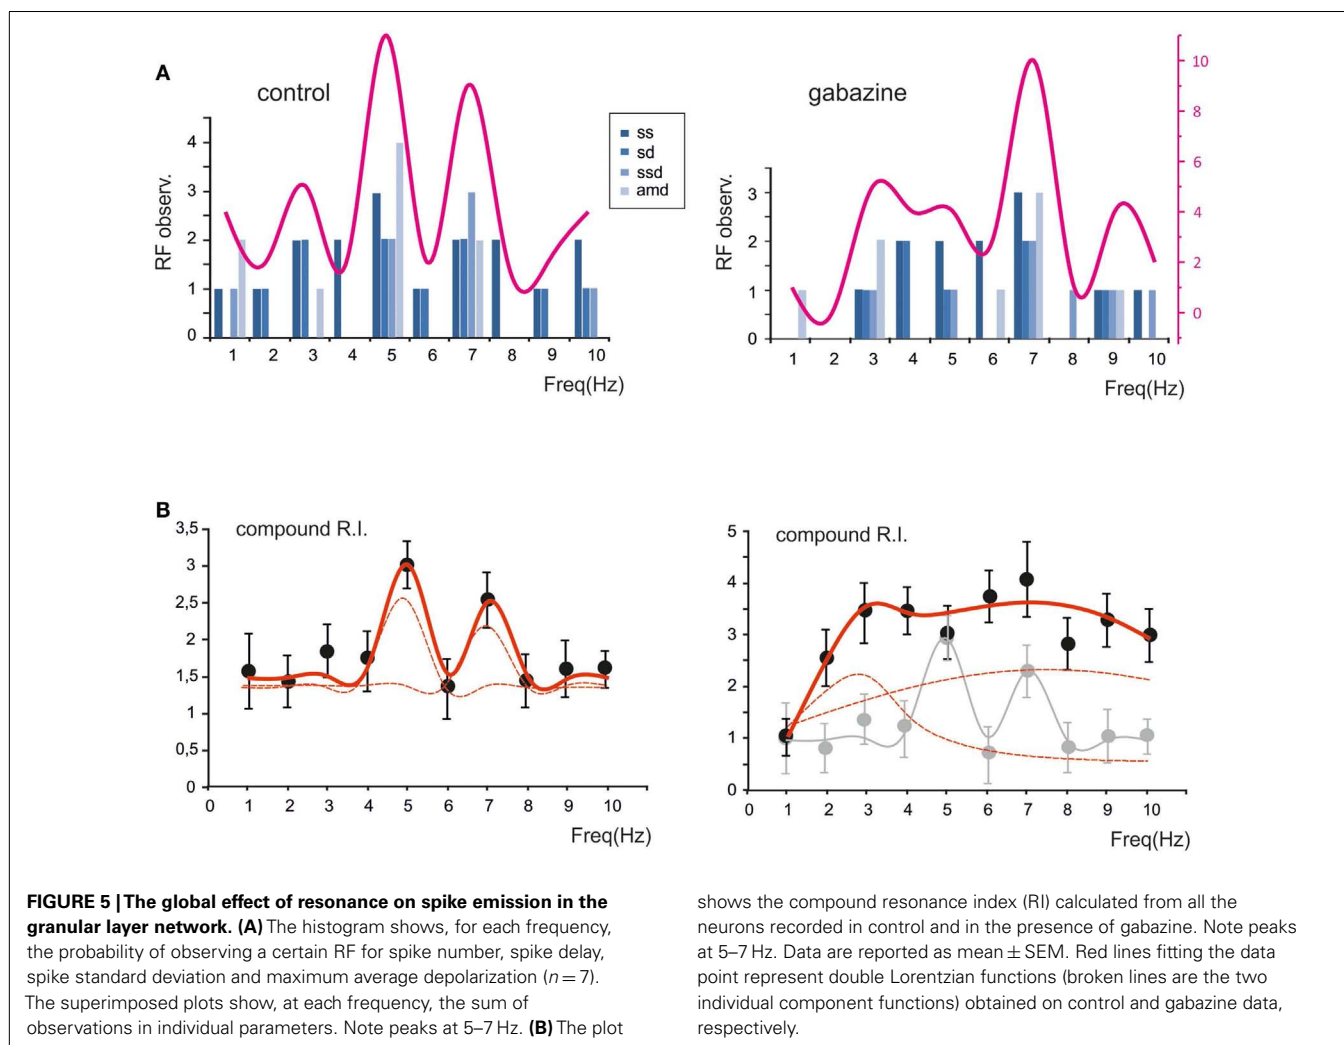 A
control
gabazine
ss
sd
ssd
amd
RF observ.
4
3
2
1
0
1 2 3 4 5 6 7 8 9 10
Freq(Hz)
RF observ.
3
2
1
0
1 2 3 4 5 6 7 8 9 10
Freq(Hz)
10
8
6
4
2
0
B
compound R.I.
3,5
3
2,5
2
1,5
1
0,5
0
0 1 2 3 4 5 6 7 8 9 10
Freq(Hz)
compound R.I.
5
4
3
2
1
0
0 1 2 3 4 5 6 7 8 9 10
Freq(Hz)
FIGURE 5 | The global effect of resonance on spike emission in the
granular layer network. (A) The histogram shows, for each frequency,
the probability of observing a certain RF for spike number, spike delay,
spike standard deviation and maximum average depolarization (n = 7).
The superimposed plots show, at each frequency, the sum of
observations in individual parameters. Note peaks at 5–7 Hz. (B) The plot
shows the compound resonance index (RI) calculated from all the
neurons recorded in control and in the presence of gabazine. Note peaks
at 5–7 Hz. Data are reported as mean ± SEM. Red lines fitting the data
point represent double Lorentzian functions (broken lines are the two
individual component functions) obtained on control and gabazine data,
respectively.